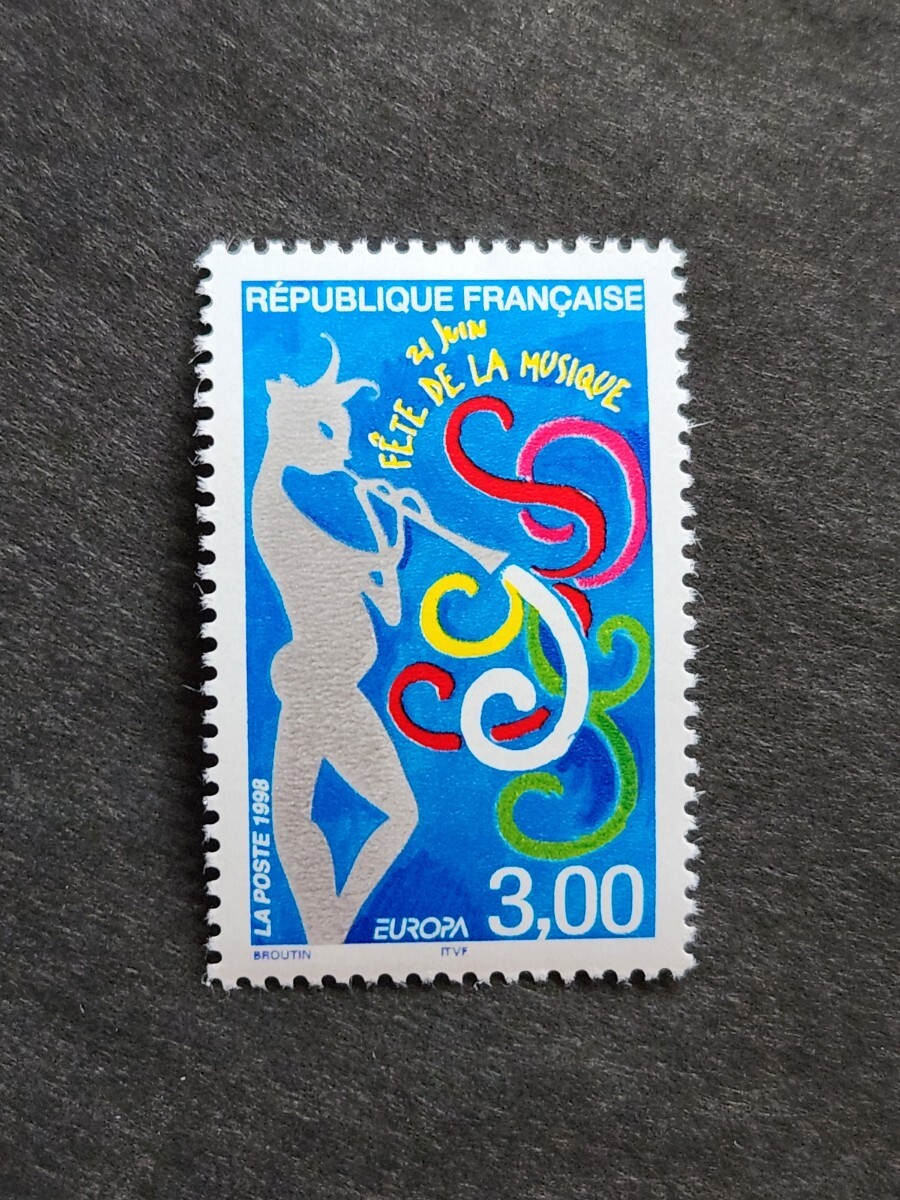 RÉPUBLIQUE FRANÇAISE
21 JUIN
FÊTE DE LA MUSIQUE
LA POSTE 1998
EUROPA
3,00
BROUTIN
ITVF